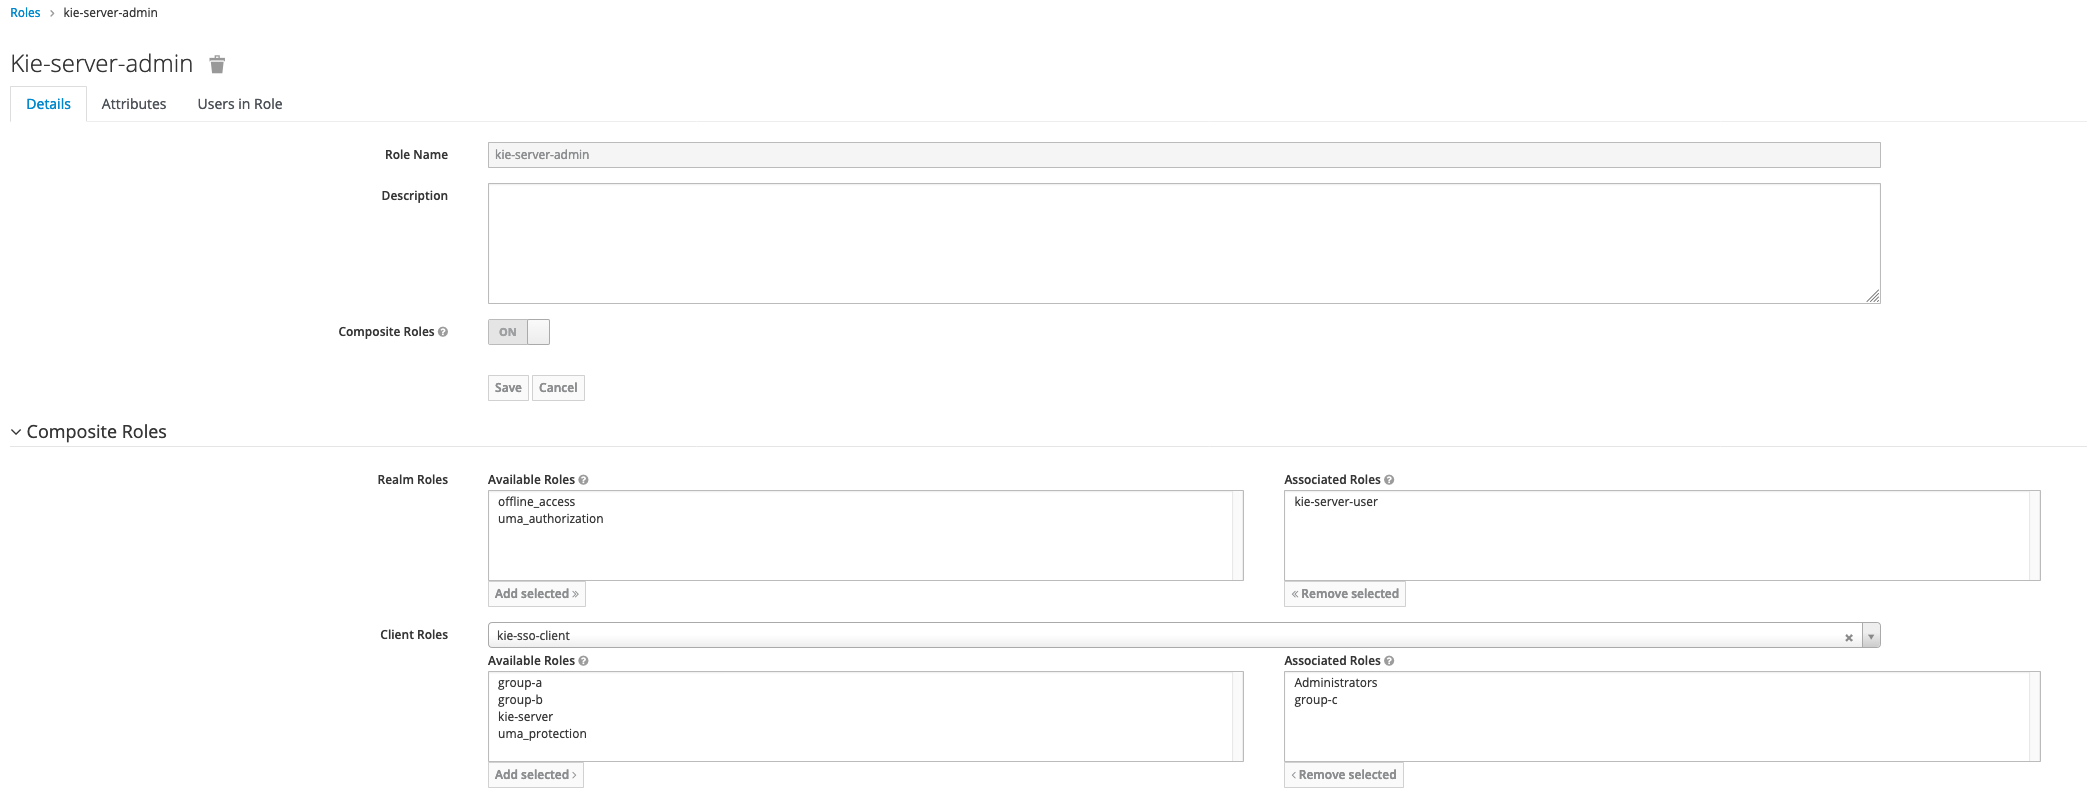 Roles › kie-server-admin
Kie-server-admin
Details Attributes Users in Role
Role Name kie-server-admin
Description
Composite Roles ON
Save Cancel
Composite Roles
Realm Roles Available Roles Associated Roles
offline_access kie-server-user
uma_authorization
Add selected » « Remove selected
Client Roles kie-sso-client
Available Roles Associated Roles
group-a Administrators
group-b group-c
kie-server
uma_protection
Add selected › ‹ Remove selected